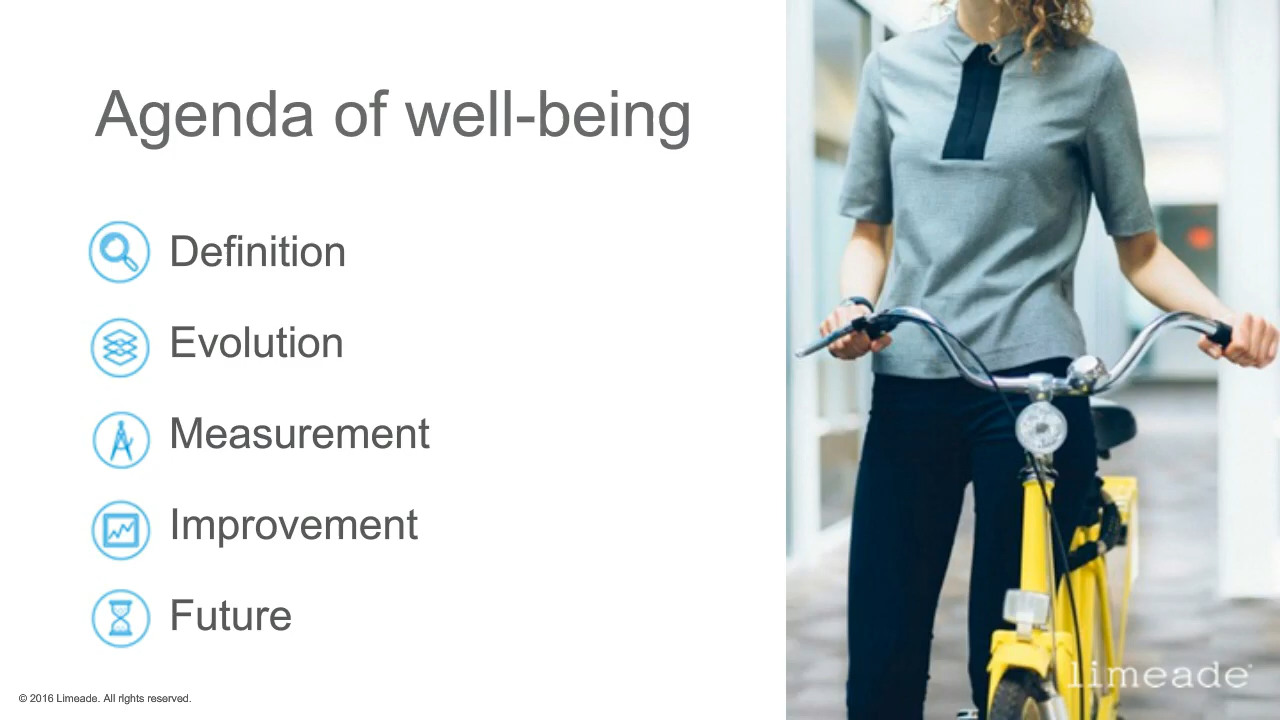 Agenda of well-being
Definition
Evolution
Measurement
Improvement
Future
© 2016 Limeade. All rights reserved.
limeade